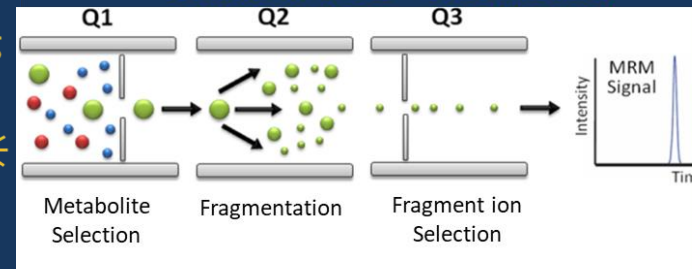 Q1
Q2
Q3
MRM
Signal
Intensity
Metabolite
Selection
Fragmentation
Fragment ion
Selection